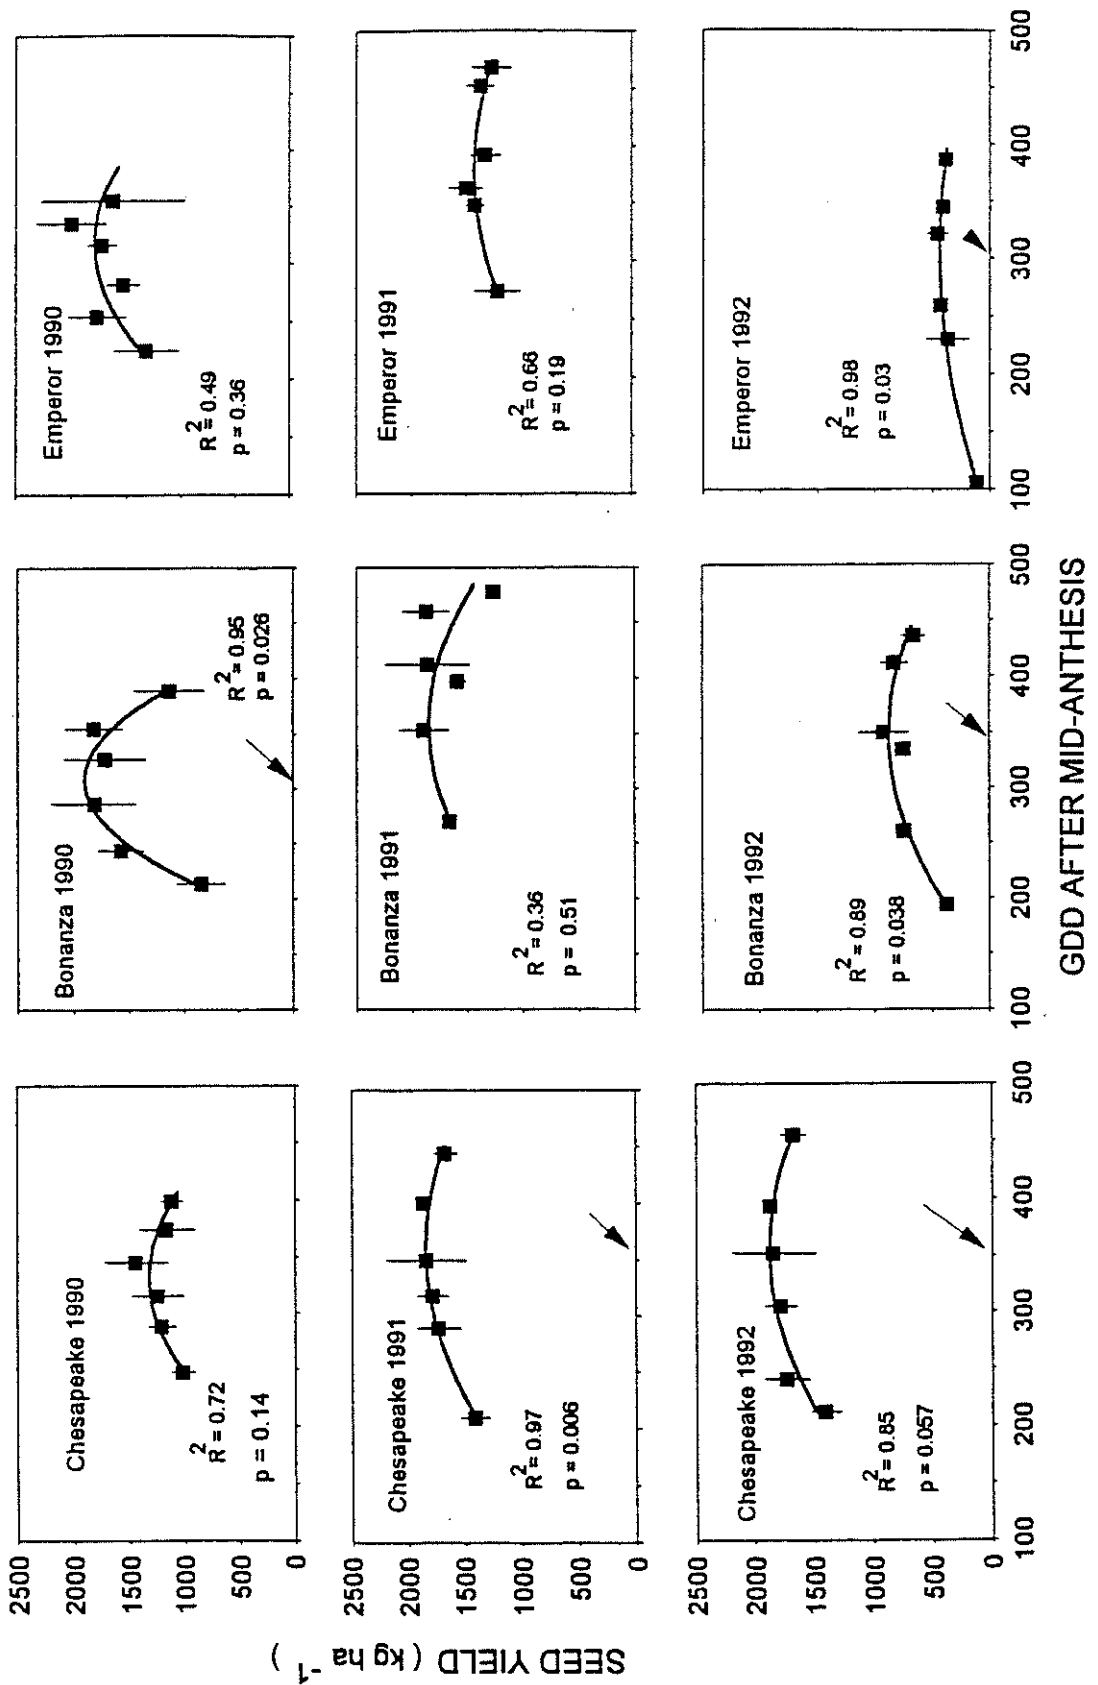 SEED YIELD ( kg ha -1 )
2500
2000
1500
1000
500
0
Chesapeake 1990
R2 = 0.72
p = 0.14
Bonanza 1990
R2 = 0.95
p = 0.026
Emperor 1990
R2 = 0.49
p = 0.36
2500
2000
1500
1000
500
0
Chesapeake 1991
R2 = 0.97
p = 0.006
Bonanza 1991
R2 = 0.36
p = 0.51
Emperor 1991
R2 = 0.66
p = 0.19
2500
2000
1500
1000
500
0
Chesapeake 1992
R2 = 0.85
p = 0.057
Bonanza 1992
R2 = 0.89
p = 0.038
Emperor 1992
R2 = 0.98
p = 0.03
100 200 300 400 500
100 200 300 400 500
100 200 300 400 500
GDD AFTER MID-ANTHESIS